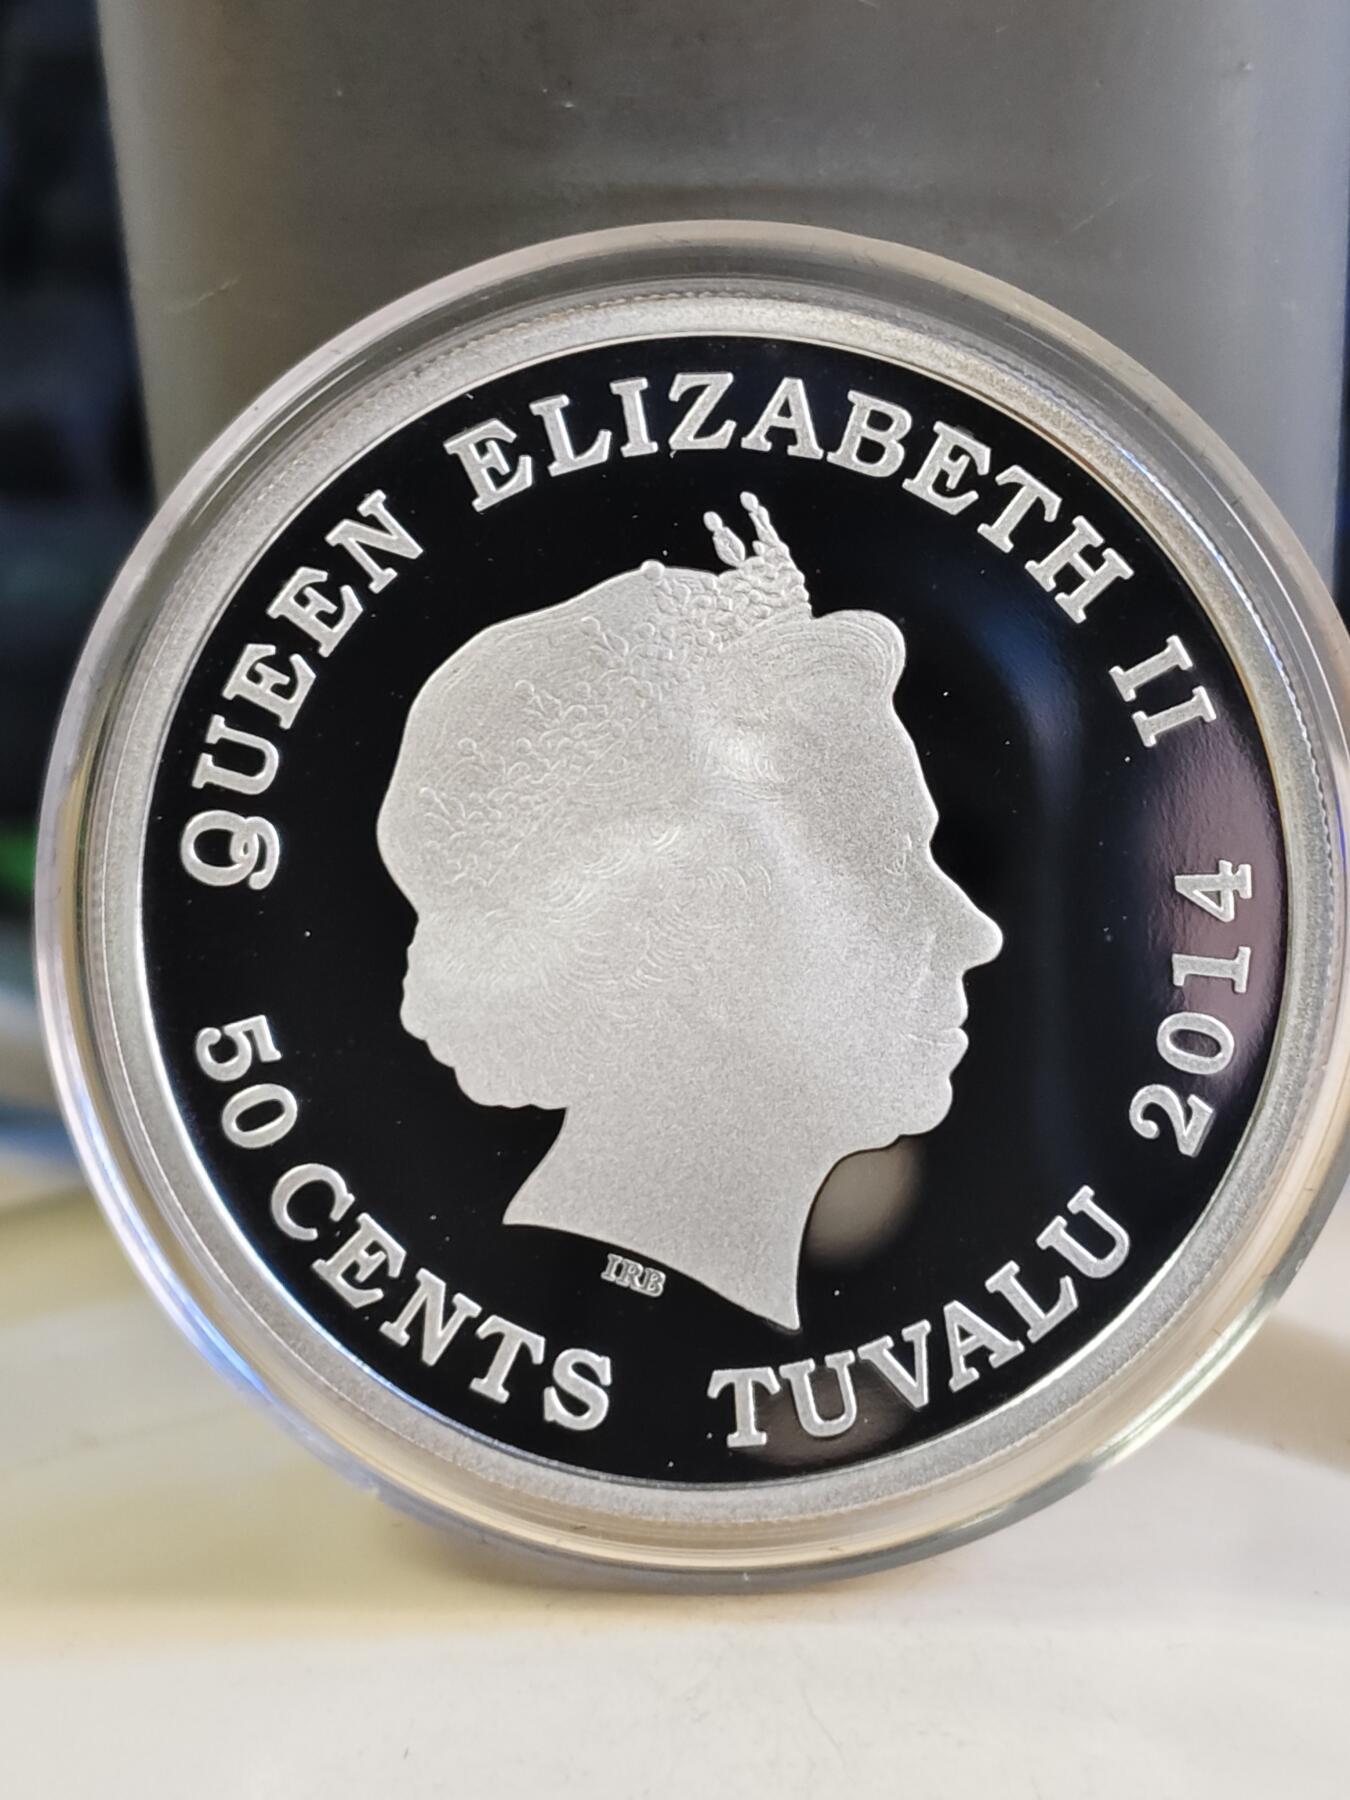 QUEEN ELIZABETH II
50 CENTS TUVALU 2014
IRB